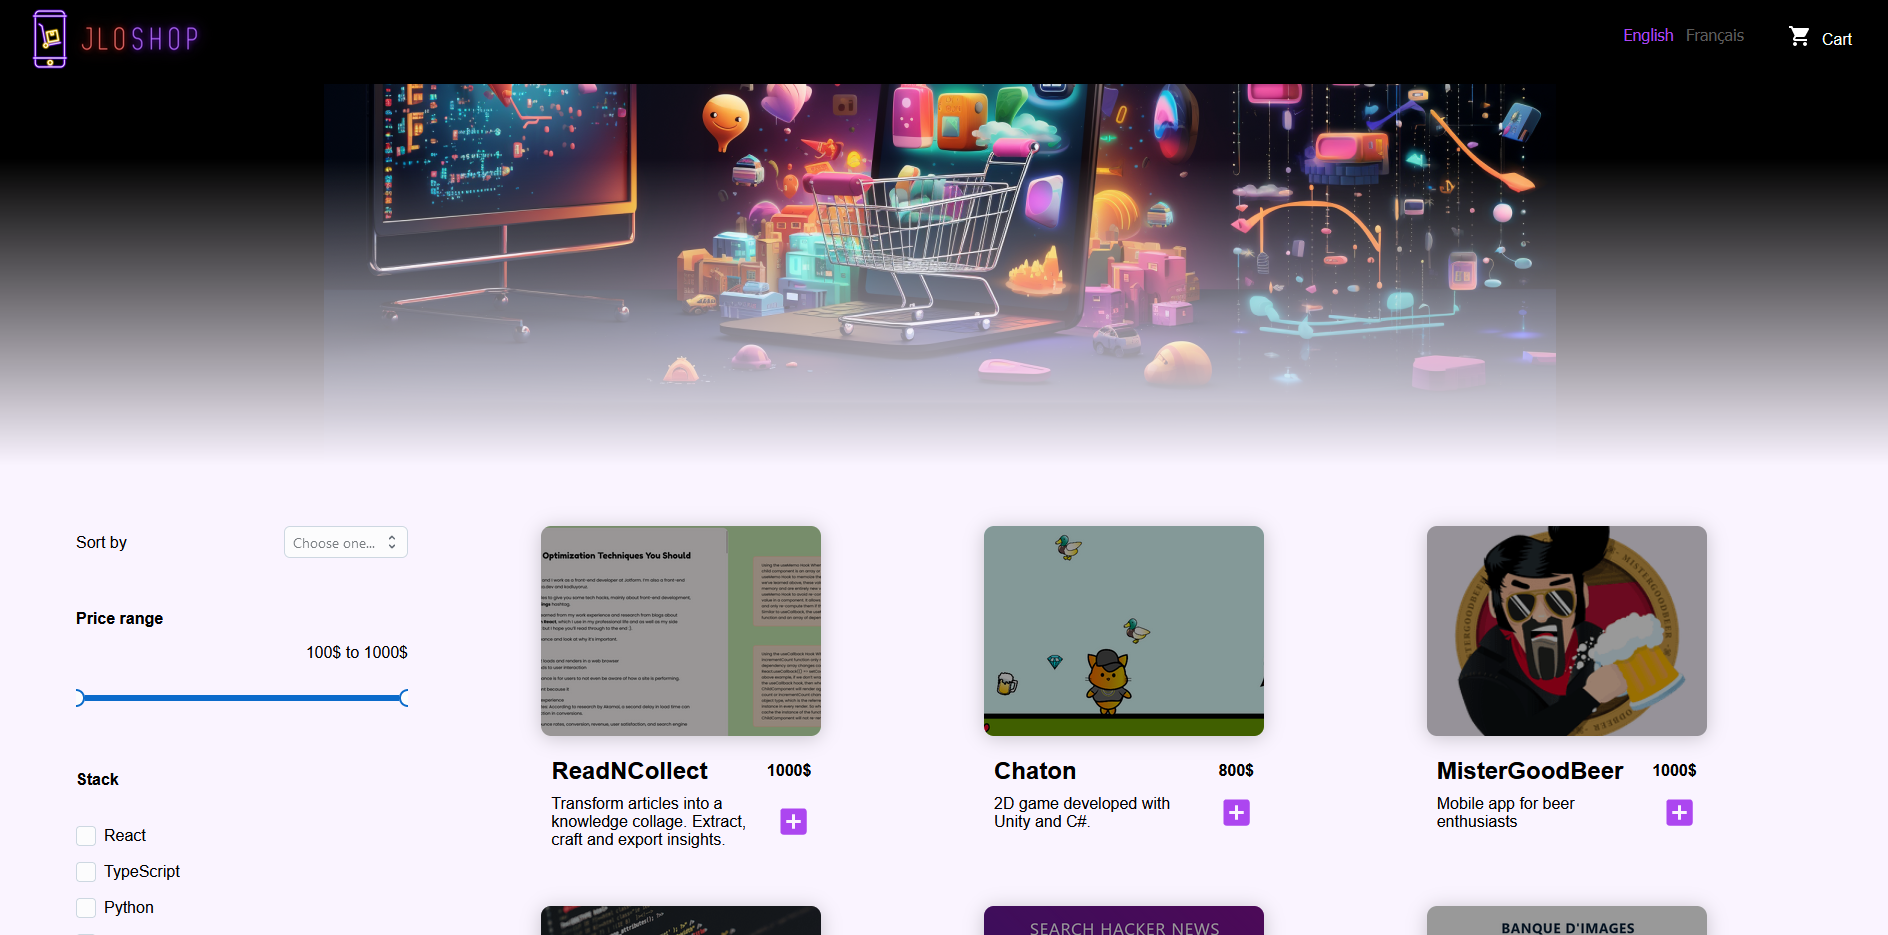 JLOSHOP
English Français
Cart
Sort by
Choose one...
Price range
100$ to 1000$
Stack
React
TypeScript
Python
Optimization Techniques You Should
ReadNCollect 1000$
Transform articles into a
knowledge collage. Extract,
craft and export insights.
Chaton 800$
2D game developed with
Unity and C#.
MISTERGOODBEER
MisterGoodBeer 1000$
Mobile app for beer
enthusiasts
SEARCH HACKER NEWS
BANQUE D'IMAGES